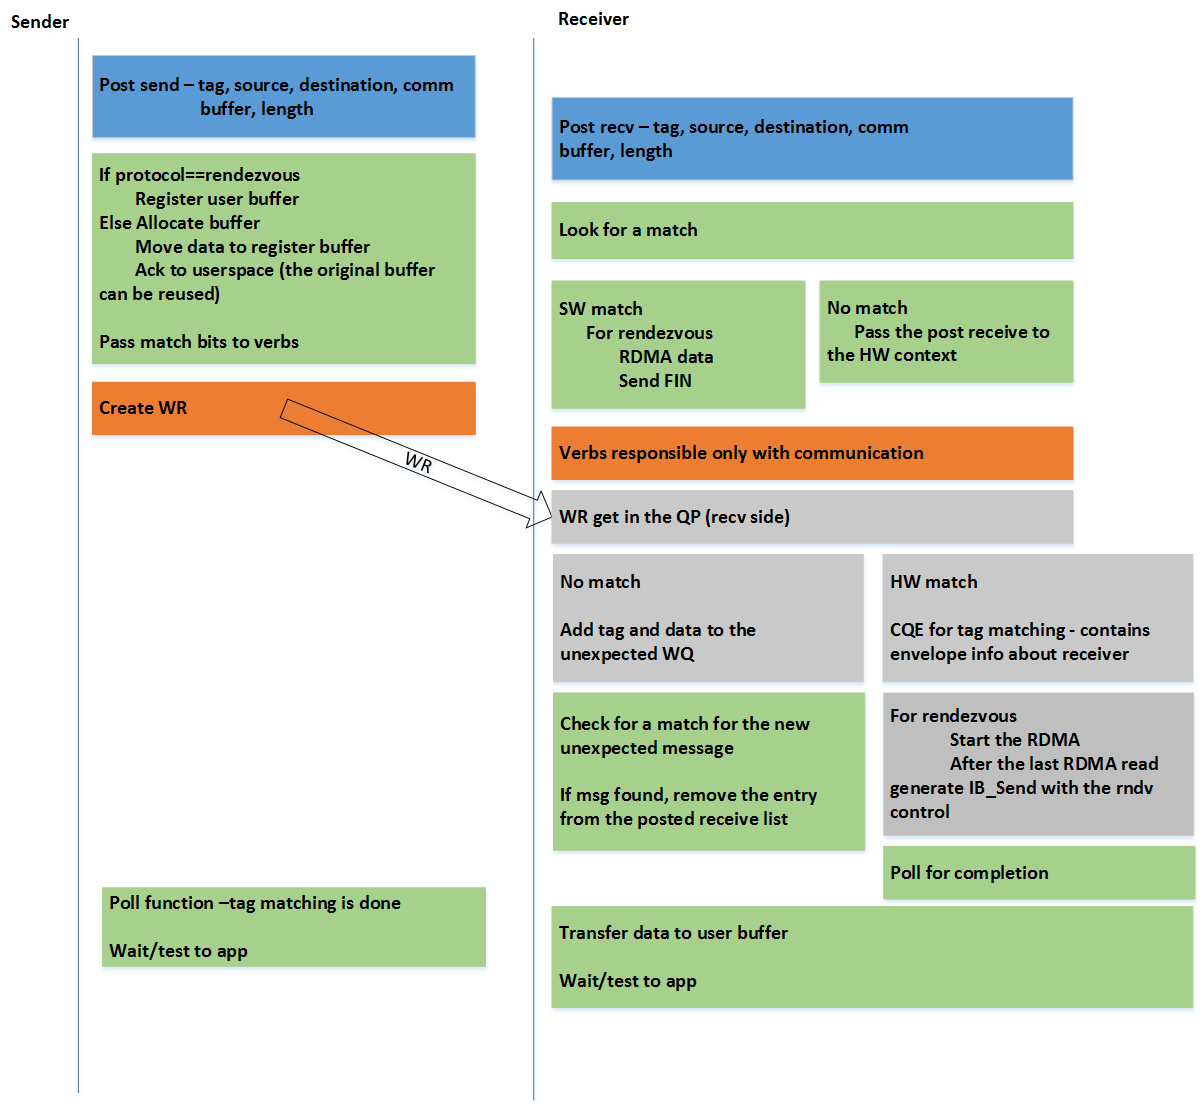 Sender
Receiver
Post send – tag, source, destination, comm
buffer, length
If protocol==rendezvous
Register user buffer
Else Allocate buffer
Move data to register buffer
Ack to userspace (the original buffer
can be reused)
Pass match bits to verbs
Create WR
WR
Post recv – tag, source, destination, comm
buffer, length
Look for a match
SW match
For rendezvous
RDMA data
Send FIN
No match
Pass the post receive to
the HW context
Verbs responsible only with communication
WR get in the QP (recv side)
No match
Add tag and data to the
unexpected WQ
HW match
CQE for tag matching - contains
envelope info about receiver
Check for a match for the new
unexpected message
If msg found, remove the entry
from the posted receive list
For rendezvous
Start the RDMA
After the last RDMA read
generate IB_Send with the rndv
control
Poll for completion
Poll function –tag matching is done
Wait/test to app
Transfer data to user buffer
Wait/test to app